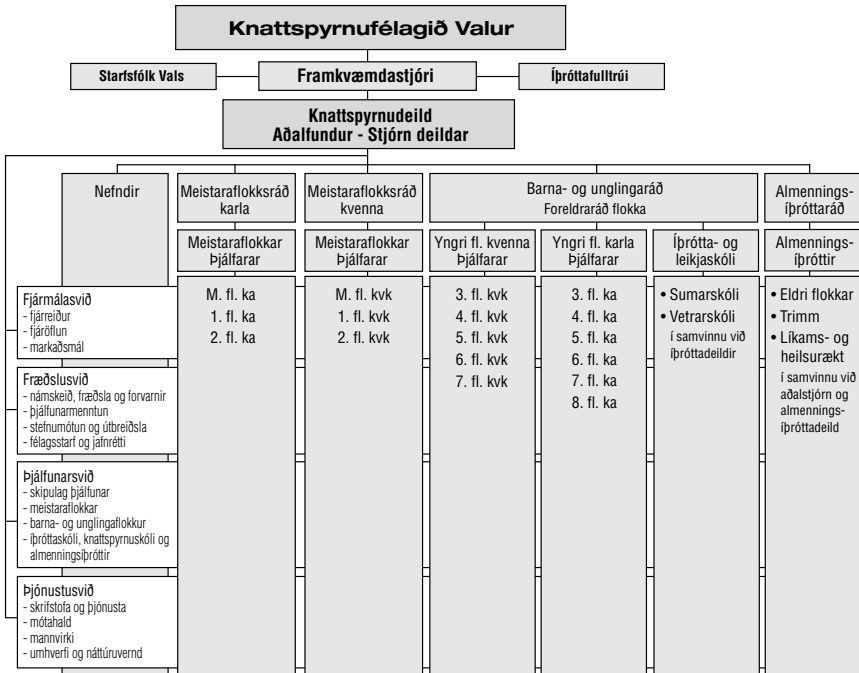 Knattspyrnufélagið Valur
Starfsfólk Vals
Framkvæmdastjóri
Íþróttafulltrúi
Knattspyrnudeild
Aðalfundur - Stjórn deildar
Nefndir
Meistaraflokksráð
karla
Meistaraflokksráð
kvenna
Barna- og unglingaráð
Foreldraráð flokka
Almennings-
íþróttaráð
Meistaraflokkar
Þjálfarar
Meistaraflokkar
Þjálfarar
Yngri fl. kvenna
Þjálfarar
Yngri fl. karla
Þjálfarar
Íþrótta- og
leikjaskóli
Almennings-
íþróttir
Fjármálasvið
- fjárreiður
- fjáröflun
- markaðsmál
Fræðslusvið
- námskeið, fræðsla og forvarnir
- þjálfunarmenntun
- stefnumótun og útbreiðsla
- félagsstarf og jafnrétti
Þjálfunarsvið
- skipulag þjálfunar
- meistaraflokkar
- barna- og unglingaflokkur
- íþróttaskóli, knattspyrnuskóli og
almenningsíþróttir
Þjónustusvið
- skrifstofa og þjónusta
- mótahald
- mannvirki
- umhverfi og náttúruvernd
M. fl. ka
1. fl. ka
2. fl. ka
M. fl. kvk
1. fl. kvk
2. fl. kvk
3. fl. kvk
4. fl. kvk
5. fl. kvk
6. fl. kvk
7. fl. kvk
3. fl. ka
4. fl. ka
5. fl. ka
6. fl. ka
7. fl. ka
8. fl. ka
• Sumarskóli
• Vetrarskóli
í samvinnu við
íþróttadeildir
• Eldri flokkar
• Trimm
• Líkams- og
heilsurækt
í samvinnu við
aðalstjórn og
almennings-
íþróttadeild